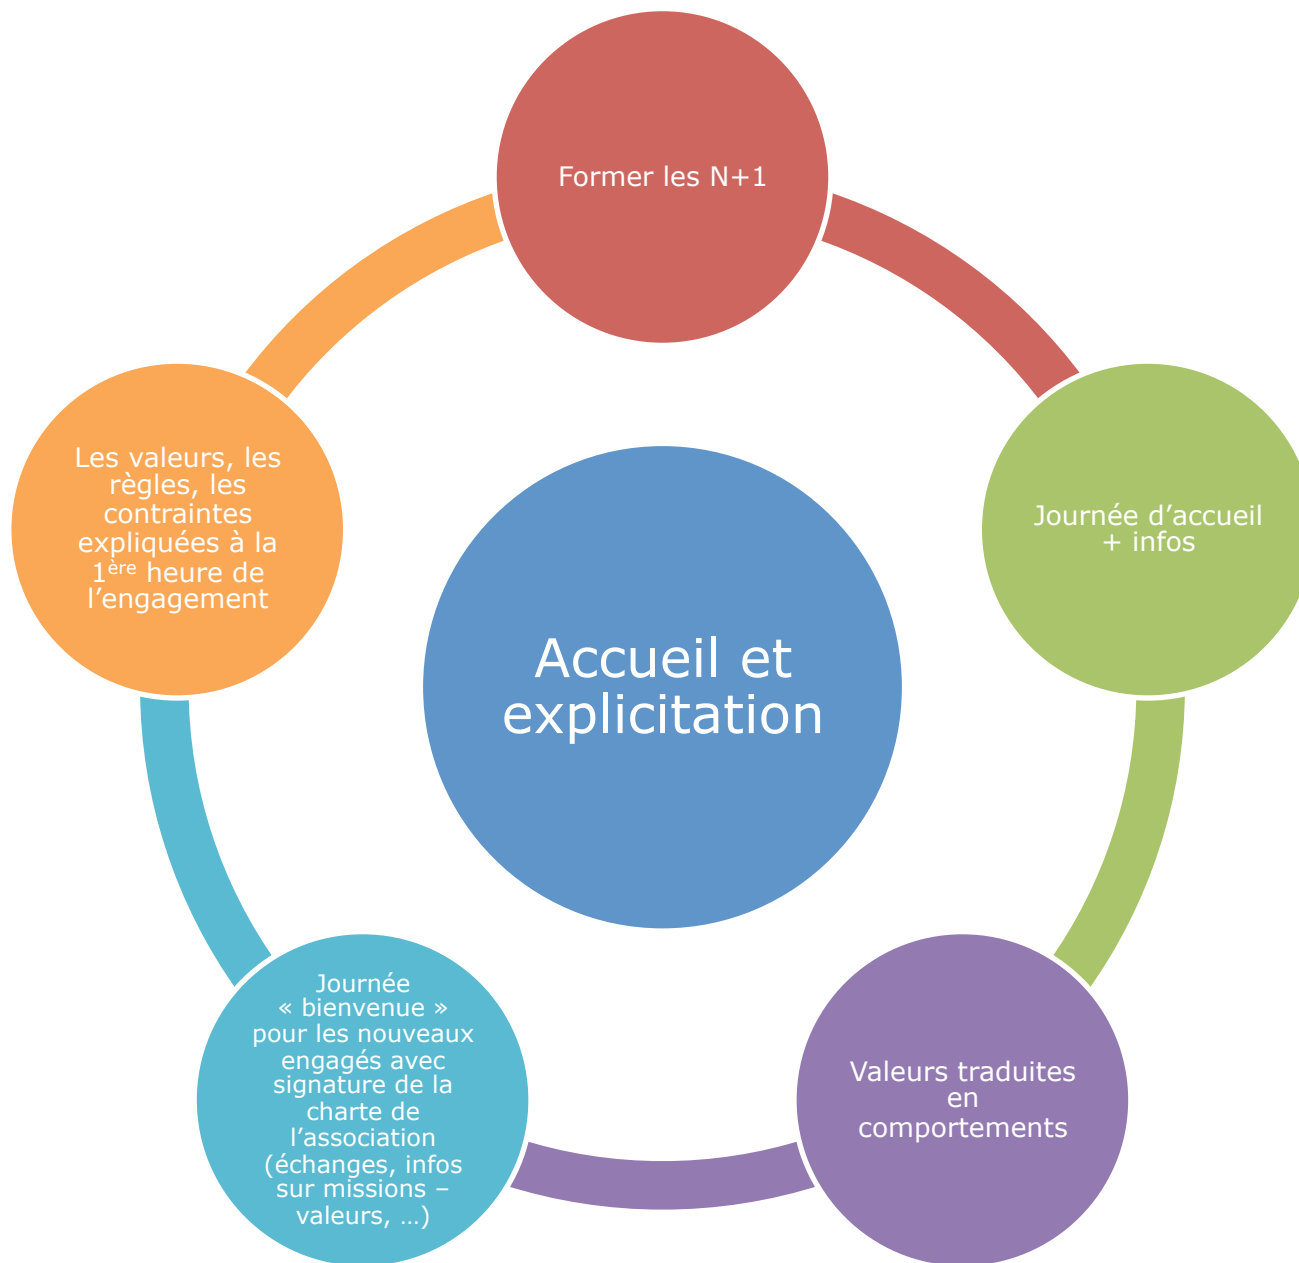 Former les N+1
Journée d’accueil
+ infos
Valeurs traduites
en
comportements
Journée
« bienvenue »
pour les nouveaux
engagés avec
signature de la
charte de
l’association
(échanges, infos
sur missions –
valeurs, …)
Les valeurs, les
règles, les
contraintes
expliquées à la
1ère heure de
l’engagement
Accueil et
explicitation